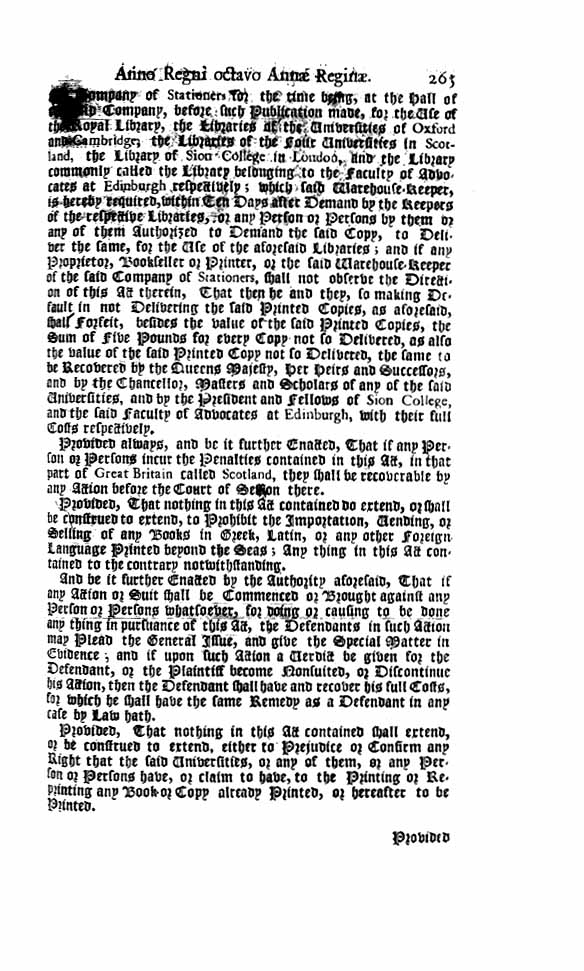 Anno Regni octavo Annæ Reginæ. 265
Company of Stationers for the time being, at the Hall of
Company, before such Publication made, for the Use of
the Royal Library, the Libraries of the Universities of Oxford
and Cambridge, the Libraries of the Four Universities in Scot-
land, the Library of Sion College in London, and the Library
commonly called the Library belonging to the Faculty of Advo-
cates at Edinburgh respectively; which said Warehouse-Keeper,
is hereby required, within Ten Days after Demand by the Keepers
of the respective Libraries, or any Person or Persons by them or
any of them Authorized to Demand the said Copy, to Deli-
ver the same, for the Use of the aforesaid Libraries; and if any
Proprietor, Bookseller or Printer, or the said Warehouse-Keeper
of the said Company of Stationers, shall not observe the Directi-
on of this Act therein, That then he and they, so making De-
fault in not Delivering the said Printed Copies, as aforesaid,
shall Forfeit, besides the value of the said Printed Copies, the
Sum of Five Pounds for every Copy not so Delivered, as also
the value of the said Printed Copy not so Delivered, the same to
be Recovered by the Queens Majesty, Her Heirs and Successors,
and by the Chancellor, Masters and Scholars of any of the said
Universities, and by the President and Fellows of Sion College,
and the said Faculty of Advocates at Edinburgh, with their full
Costs respectively.
Provided always, and be it further Enacted, That if any Per-
son or Persons incur the Penalties contained in this Act, in that
part of Great Britain called Scotland, they shall be recoverable by
any Action before the Court of Session there.
Provided, That nothing in this Act contained do extend, or shall
be construed to extend, to Prohibit the Importation, Vending, or
Selling of any Books in Greek, Latin, or any other Foreign
Language Printed beyond the Seas; Any thing in this Act con-
tained to the contrary notwithstanding.
And be it further Enacted by the Authority aforesaid, That if
any Action or Suit shall be Commenced or Brought against any
Person or Persons whatsoever, for doing or causing to be done
any thing in pursuance of this Act, the Defendants in such Action
may Plead the General Issue, and give the Special Matter in
Evidence; and if upon such Action a Verdict be given for the
Defendant, or the Plaintiff become Nonsuited, or Discontinue
his Action, then the Defendant shall have and recover his full Costs,
for which he shall have the same Remedy as a Defendant in any
case by Law hath.
Provided, That nothing in this Act contained shall extend,
or be construed to extend, either to Prejudice or Confirm any
Right that the said Universities, or any of them, or any Per-
son or Persons have, or claim to have, to the Printing or Re-
printing any Book or Copy already Printed, or hereafter to be
Printed.
Provided